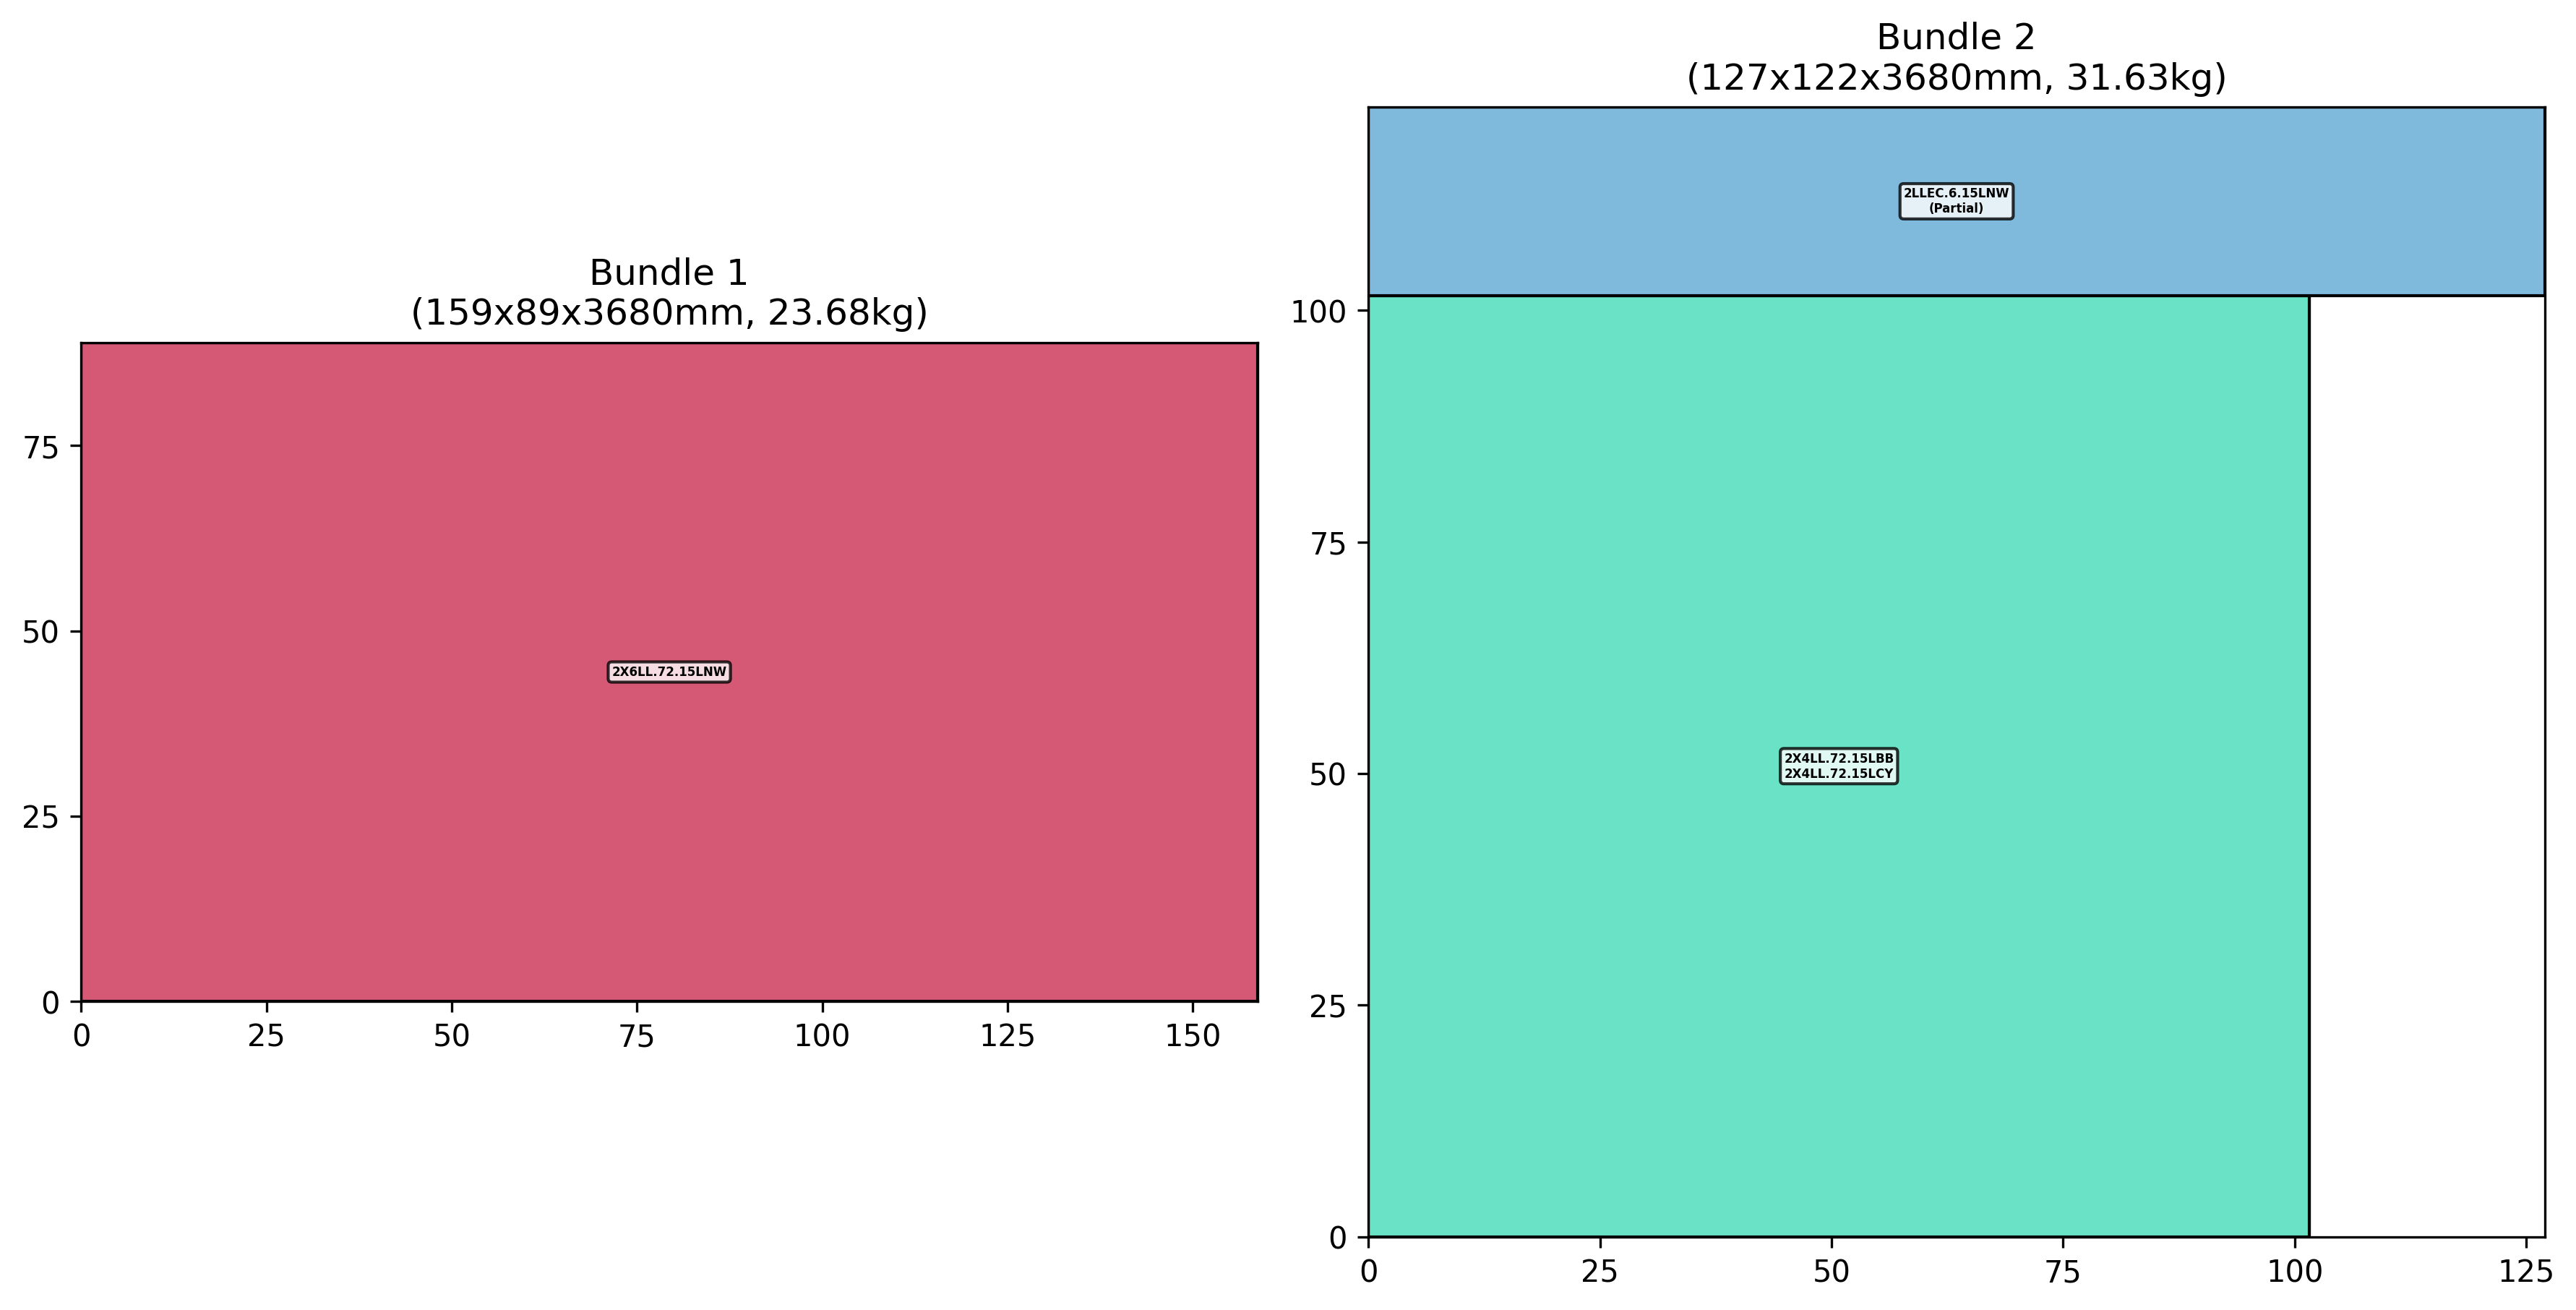 Bundle 1
(159x89x3680mm, 23.68kg)
75
50
25
0
0 25 50 75 100 125 150
2X6LL.72.15LNW
Bundle 2
(127x122x3680mm, 31.63kg)
2LLEC.6.15LNW
(Partial)
100
75
50
25
0
2X4LL.72.15LBB
2X4LL.72.15LCY
0 25 50 75 100 125